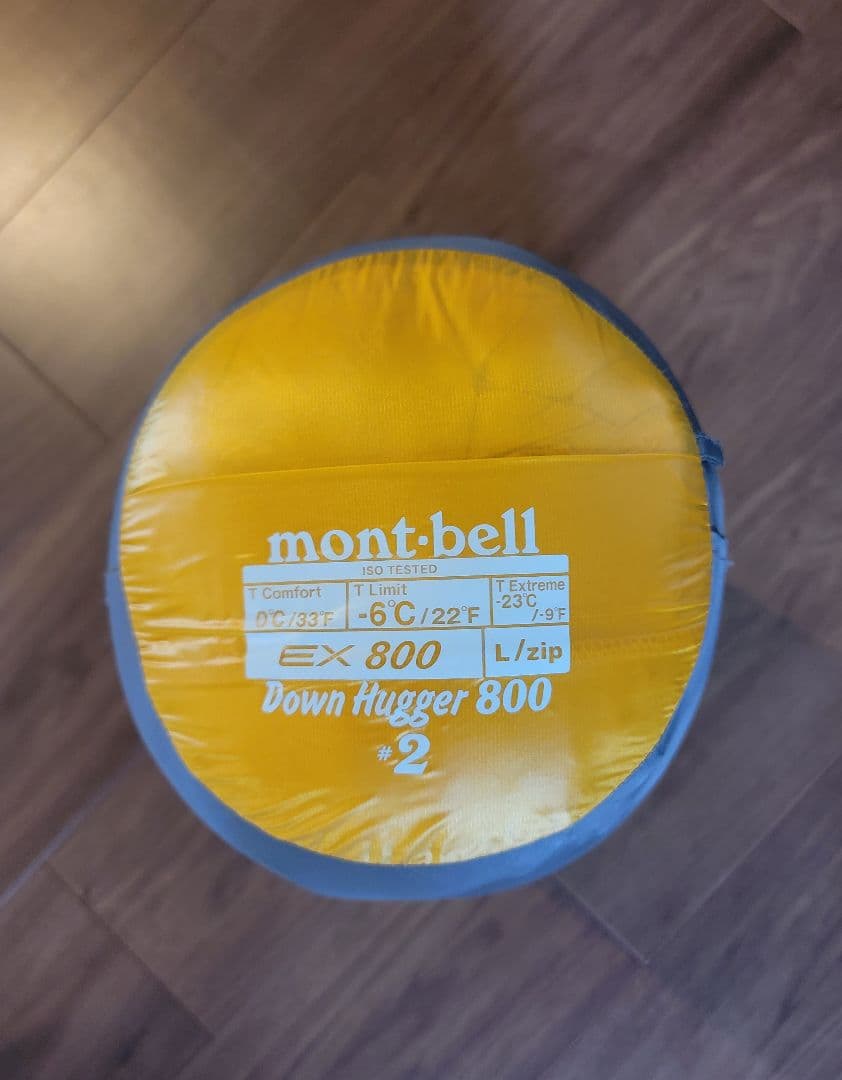 mont·bell
ISO TESTED
T Comfort T Limit T Extreme
0℃/33°F -6℃/22°F -23℃
/-9°F
EX 800 L/zip
Down Hugger 800
#2